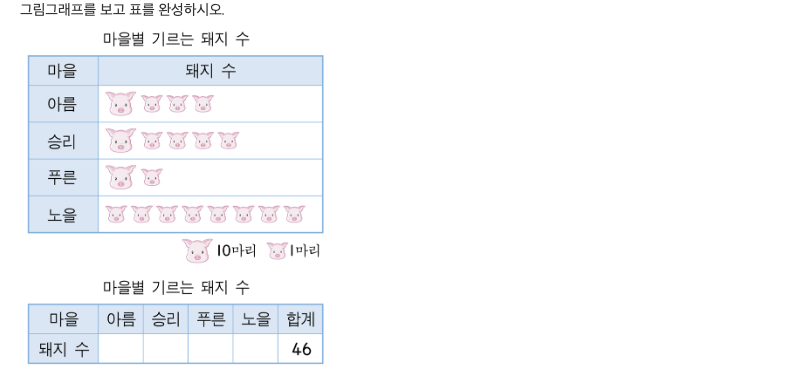 그림그래프를 보고 표를 완성하시오.
마을별 기르는 돼지 수
마을 돼지 수
아름
승리
푸른
노을
10마리 1마리
마을별 기르는 돼지 수
마을 아름 승리 푸른 노을 합계
돼지 수 46